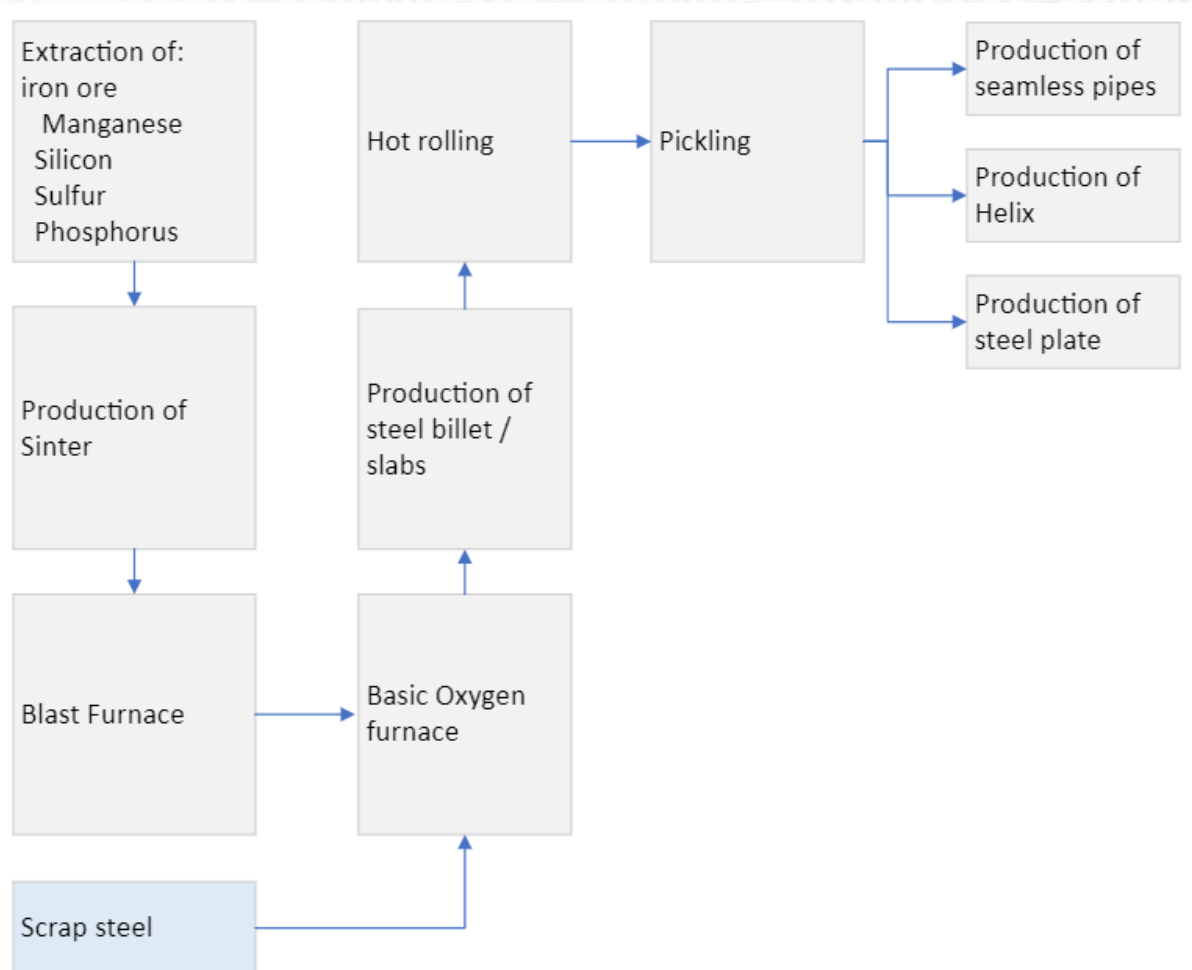 Extraction of:
iron ore
Manganese
Silicon
Sulfur
Phosphorus
Production of
Sinter
Blast Furnace
Scrap steel
Basic Oxygen
furnace
Production of
steel billet /
slabs
Hot rolling
Pickling
Production of
seamless pipes
Production of
Helix
Production of
steel plate